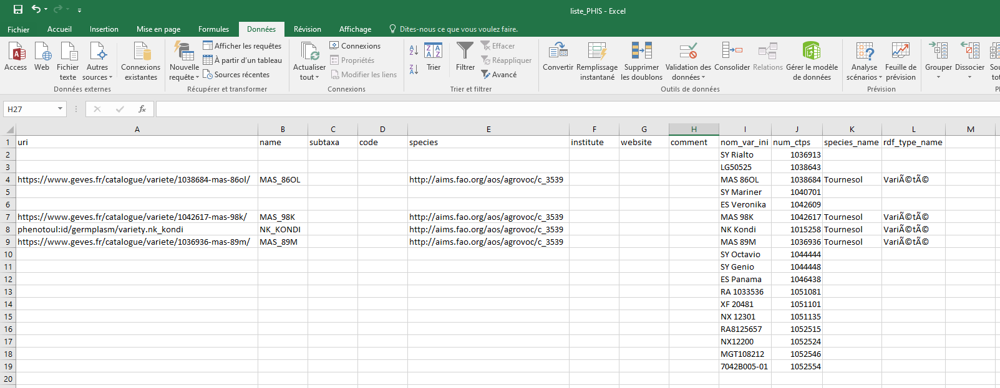 liste_PHIS - Excel
Fichier Accueil Insertion Mise en page Formules Données Révision Affichage Dites-nous ce que vous voulez faire.
Access Web Fichier texte Autres sources Connexions existantes
Données externes
Nouvelle requête Afficher les requêtes
À partir d'un tableau
Sources récentes
Récupérer et transformer
Actualiser tout Connexions
Propriétés
Modifier les liens
Connexions
Trier Filtrer Effacer
Réappliquer
Avancé
Trier et filtrer
Convertir Remplissage instantané Supprimer les doublons Validation des données Consolider Relations Gérer le modèle de données
Outils de données
Analyse scénarios Feuille de prévision
Prévision
Grouper Dissocier
H27 fx
A B C D E F G H I J K L M
1 uri name subtaxa code species institute website comment nom_var_ini num_ctps species_name rdf_type_name
2 SY Rialto 1036913
3 LG50525 1038643
4 https://www.geves.fr/catalogue/variete/1038684-mas-86ol/ MAS_86OL http://aims.fao.org/aos/agrovoc/c_3539 MAS 86OL 1038684 Tournesol VariÃ©tÃ©
5 SY Mariner 1040701
6 ES Veronika 1042609
7 https://www.geves.fr/catalogue/variete/1042617-mas-98k/ MAS_98K http://aims.fao.org/aos/agrovoc/c_3539 MAS 98K 1042617 Tournesol VariÃ©tÃ©
8 phenotoul:id/germplasm/variety.nk_kondi NK_KONDI http://aims.fao.org/aos/agrovoc/c_3539 NK Kondi 1015258 Tournesol VariÃ©tÃ©
9 https://www.geves.fr/catalogue/variete/1036936-mas-89m/ MAS_89M http://aims.fao.org/aos/agrovoc/c_3539 MAS 89M 1036936 Tournesol VariÃ©tÃ©
10 SY Octavio 1044444
11 SY Genio 1044448
12 ES Panama 1046438
13 RA 1033536 1051081
14 XF 20481 1051101
15 NX 12301 1051135
16 RA8125657 1052515
17 NX12200 1052524
18 MGT108212 1052546
19 7042B005-01 1052554
20